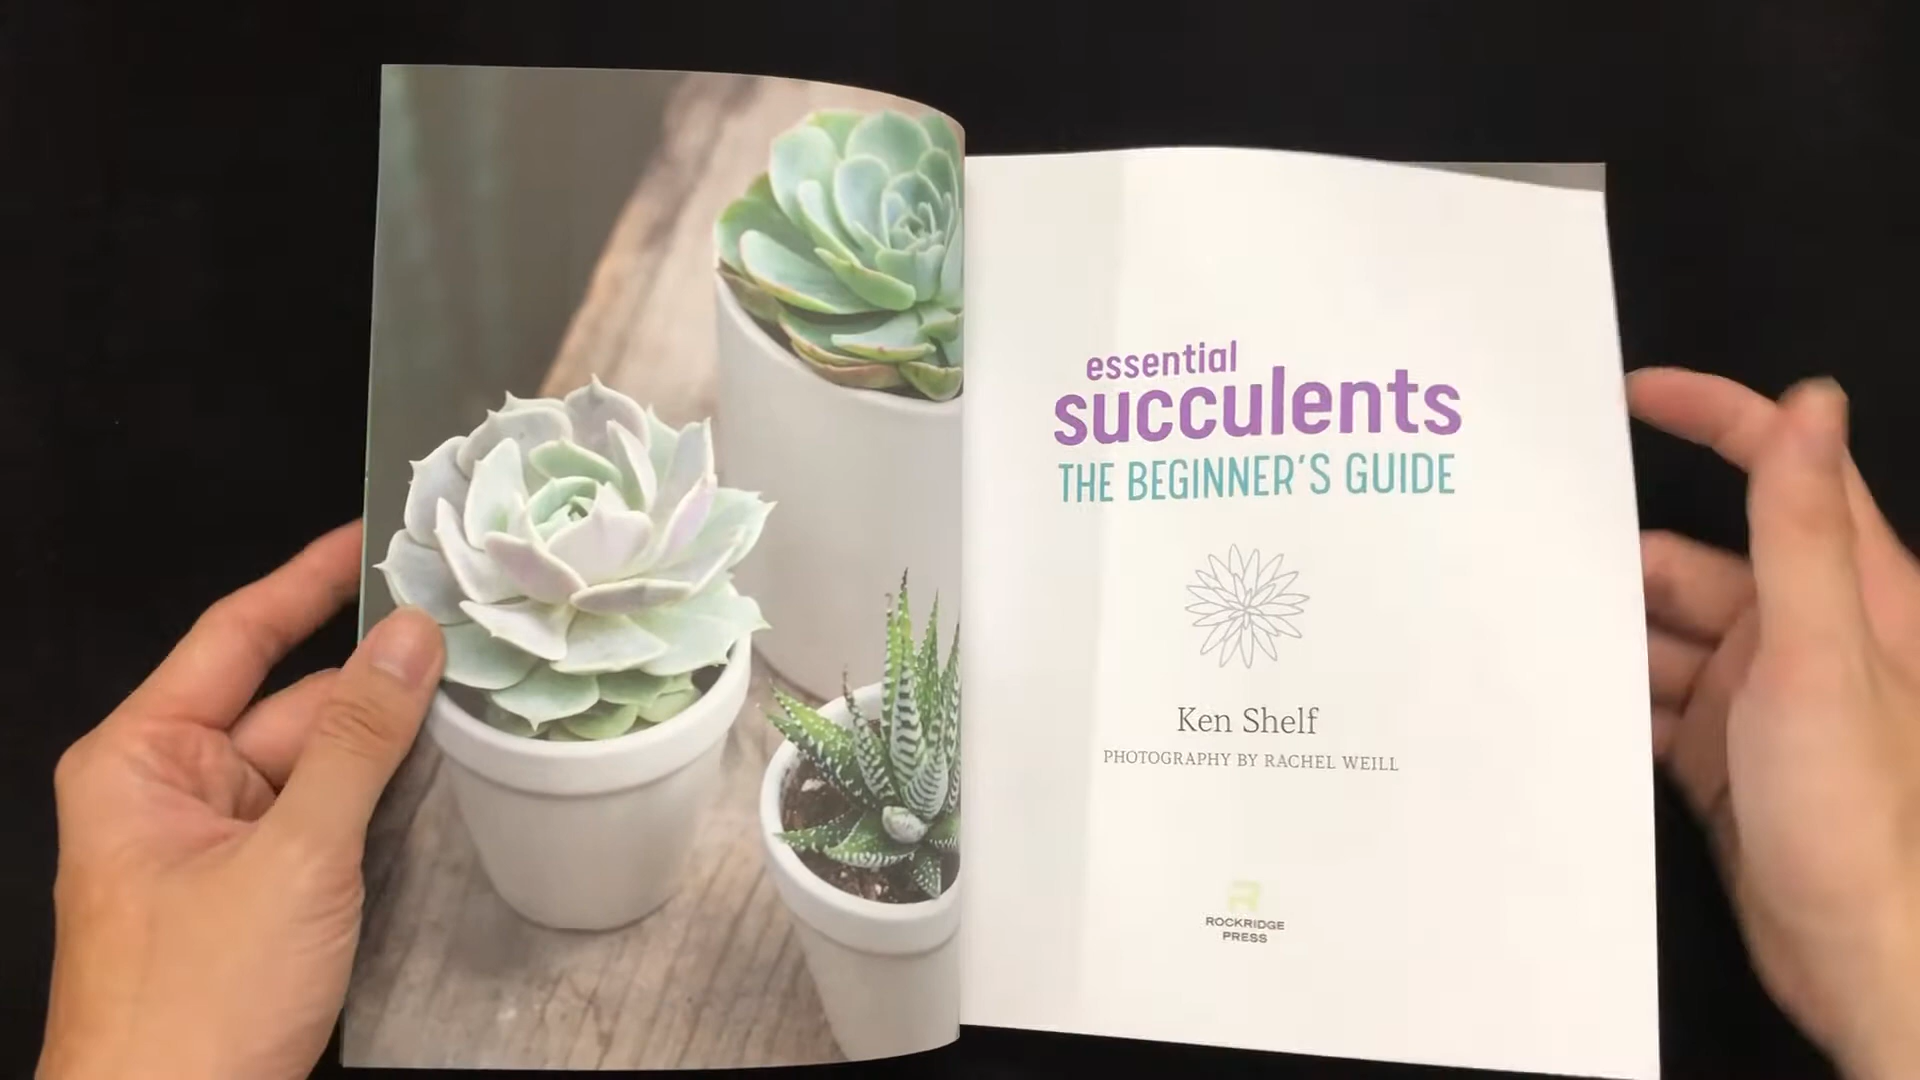 essential
succulents
THE BEGINNER'S GUIDE
Ken Shelf
PHOTOGRAPHY BY RACHEL WEILL
ROCKRIDGE
PRESS